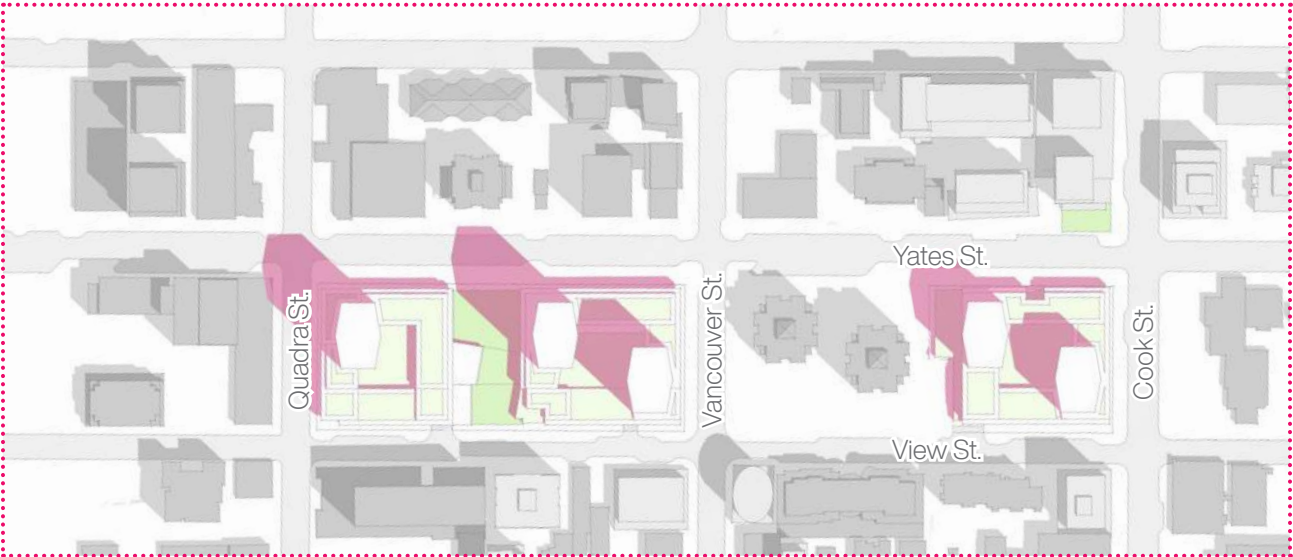 Yates St.
Quadra St.
Vancouver St.
Cook St.
View St.